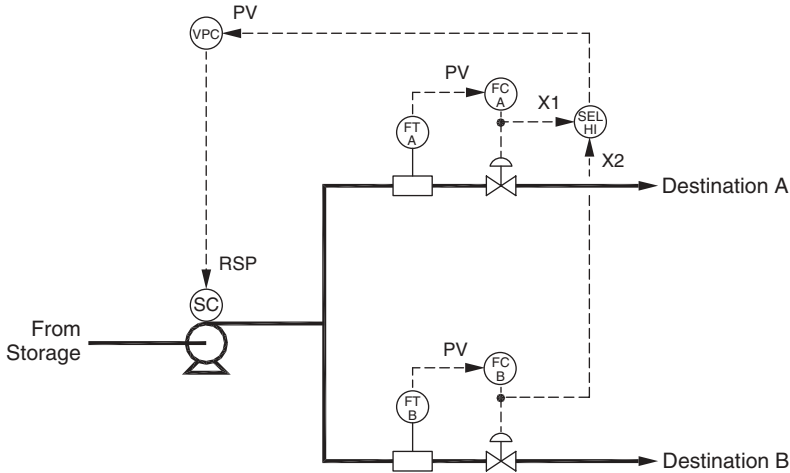 PV
VPC
PV
FC
A
X1
SEL
HI
FT
A
X2
Destination A
RSP
SC
From
Storage
PV
FC
B
FT
B
Destination B